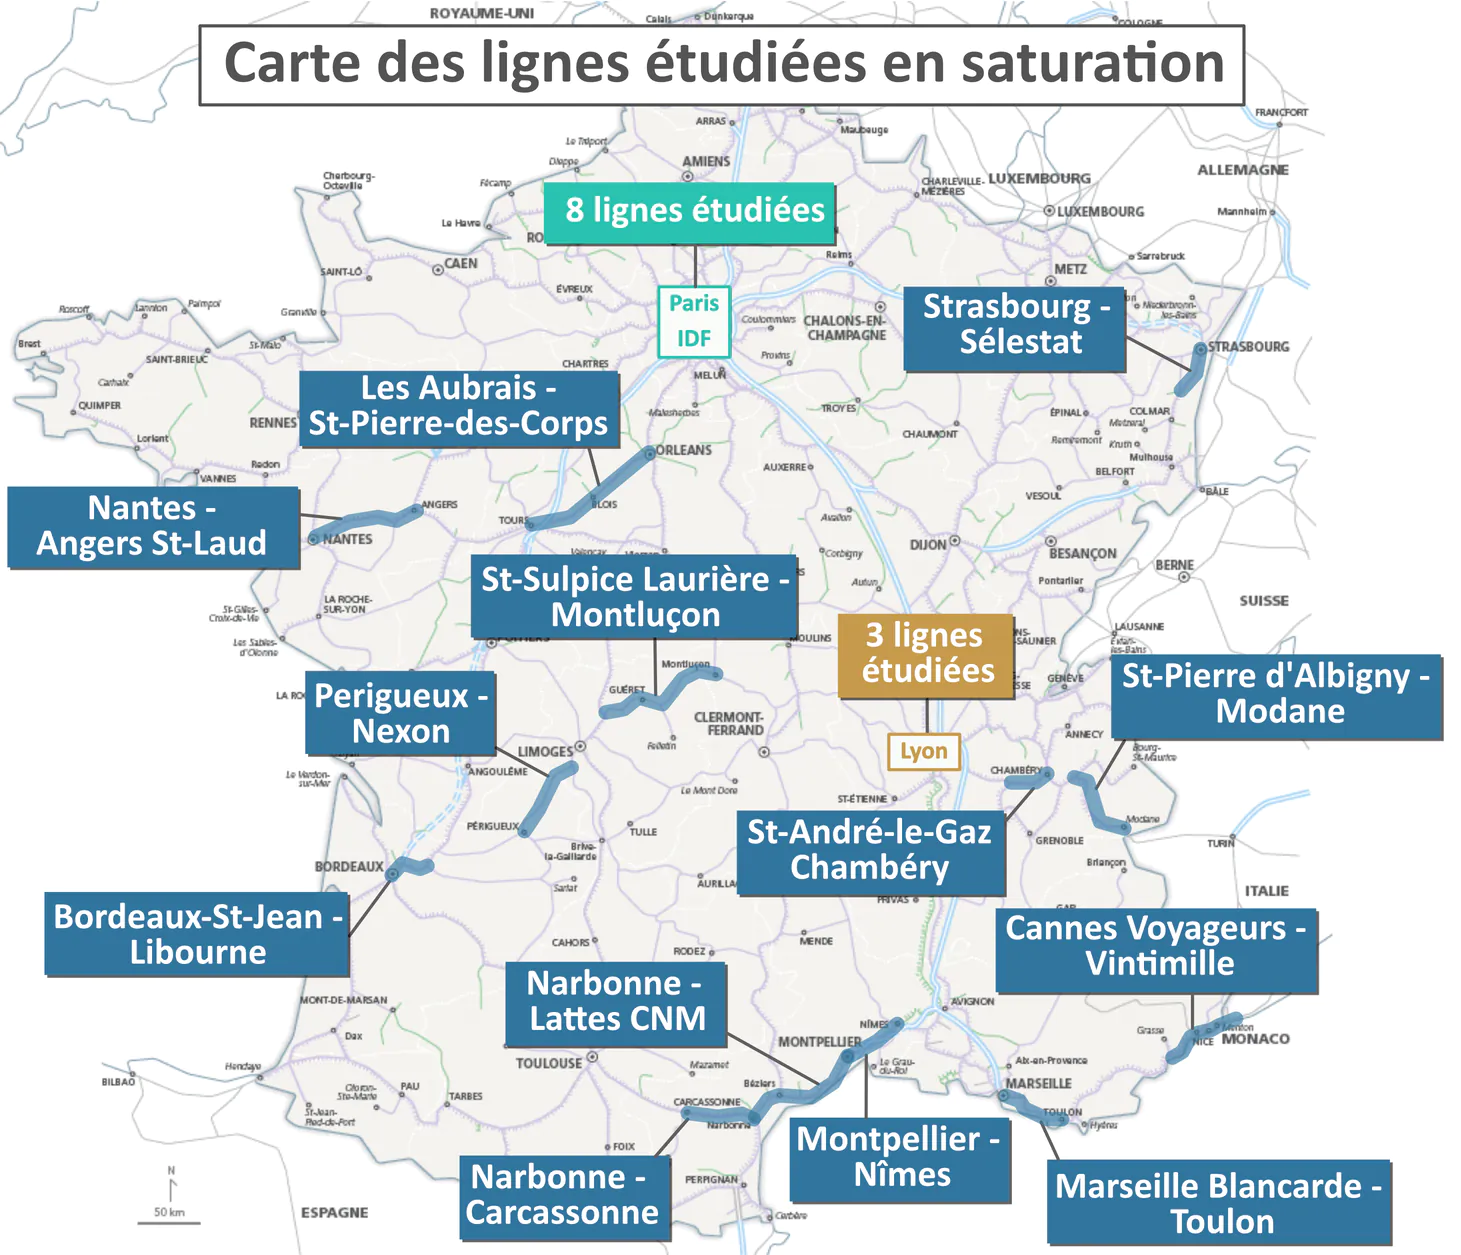 ROYAUME-UNI
Calais
Dunkerque
COLOGNE
Carte des lignes étudiées en saturation
FRANCFORT
ARRAS
Maubeuge
Le Tréport
Dieppe
AMIENS
ALLEMAGNE
Cherbourg-
Octeville
Fécamp
CHARLEVILLE-
MÉZIÈRES
LUXEMBOURG
8 lignes étudiées
LUXEMBOURG
Mannheim
Le Havre
RO
CAEN
Reims
METZ
Sarrebruck
SAINT-LÔ
ÉVREUX
Paris
IDF
Roscoff
Lannion
Paimpol
Granville
Coulommiers
CHALONS-EN-
CHAMPAGNE
Strasbourg -
Sélestat
Niederbronn-
les-Bains
Brest
SAINT-BRIEUC
St-Malo
STRASBOURG
CHARTRES
Provins
MELUN
Carhaix
QUIMPER
RENNES
Les Aubrais -
St-Pierre-des-Corps
Malesherbes
TROYES
ÉPINAL
COLMAR
Metzeral
CHAUMONT
Remiremont
Kruth
Lorient
ORLEANS
Mulhouse
BELFORT
Redon
VANNES
AUXERRE
VESOUL
BÂLE
Nantes -
Angers St-Laud
ANGERS
BLOIS
TOURS
Avallon
NANTES
DIJON
BESANÇON
Valençay
Corbigny
BERNE
Autun
Pontarlier
St-Sulpice Laurière -
Montluçon
LA ROCHE-
SUR-YON
St-Gilles-
Croix-de-Vie
SUISSE
Les Sables-
d'Olonne
POITIERS
MOULINS
3 lignes
étudiées
LAUSANNE
Evian-
les-Bains
SAUNIER
Montluçon
GENÈVE
St-Pierre d'Albigny -
Modane
GUÉRET
LA RO
Perigueux -
Nexon
CLERMONT-
FERRAND
ANNECY
Felletin
LIMOGES
Lyon
Bourg-
St-Maurice
ANGOULÊME
Le Verdon-
sur-Mer
CHAMBÉRY
Le Mont Dore
ST-ÉTIENNE
Modane
PÉRIGUEUX
TULLE
St-André-le-Gaz
Chambéry
GRENOBLE
TURIN
Brive-
la-Gaillarde
BORDEAUX
Briançon
Sarlat
AURILLA
ITALIE
PRIVAS
GAP
Bordeaux-St-Jean -
Libourne
Cannes Voyageurs -
Vintimille
CAHORS
MENDE
RODEZ
Narbonne -
Lattes CNM
MONT-DE-MARSAN
AVIGNON
Dax
NÎMES
Grasse
Menton
NICE
MONACO
MONTPELLIER
TOULOUSE
Mazamet
Le Grau-
du-Roi
Aix-en-Provence
Hendaye
BILBAO
PAU
Oloron-
Ste-Marie
TARBES
Béziers
MARSEILLE
CARCASSONNE
TOULON
St-Jean-
Pied-de-Port
Narbonne
Hyères
FOIX
Montpellier -
Nîmes
Narbonne -
Carcassonne
PERPIGNAN
Marseille Blancarde -
Toulon
N
50 km
ESPAGNE
Cerbère